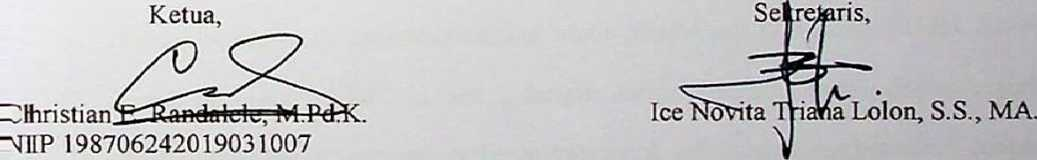 Ketua,
Sekretaris,
Christian E. Randalele, M.Pd.K.
Ice Novita Triana Lolon, S.S., MA.
NIP 198706242019031007